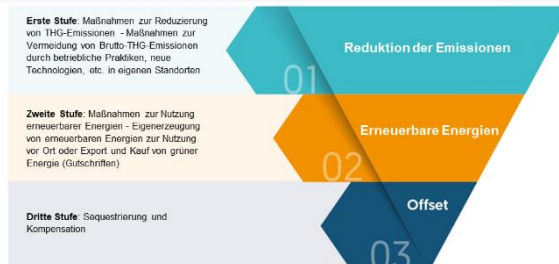 Erste Stufe: Maßnahmen zur Reduzierung
von THG-Emissionen - Maßnahmen zur
Vermeidung von Brutto-THG-Emissionen
durch betriebliche Praktiken, neue
Technologien, etc. in eigenen Standorten
01
Reduktion der Emissionen
Zweite Stufe: Maßnahmen zur Nutzung
erneuerbarer Energien - Eigenerzeugung
von erneuerbaren Energien zur Nutzung
vor Ort oder Export und Kauf von grüner
Energie (Gutschriften)
02
Erneuerbare Energien
Dritte Stufe: Sequestrierung und
Kompensation
03
Offset